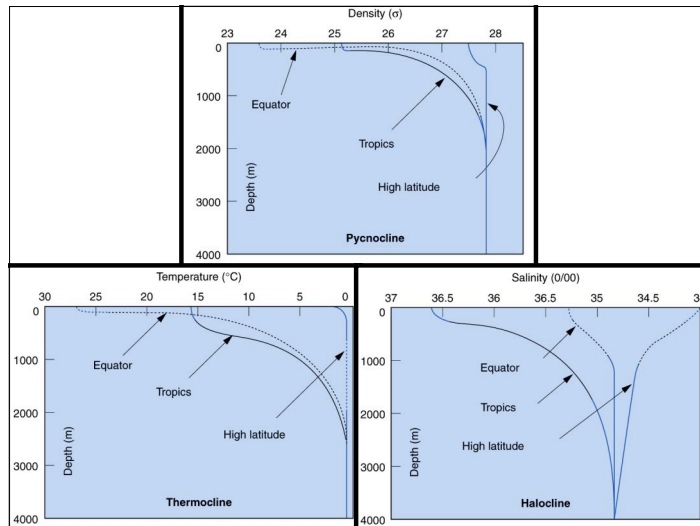 Density (σ)
23 24 25 26 27 28
0
1000
2000
3000
4000
Depth (m)
Equator
Tropics
High latitude
Pycnocline
Temperature (°C)
30 25 20 15 10 5 0
0
1000
2000
3000
4000
Depth (m)
Equator
Tropics
High latitude
Thermocline
Salinity (0/00)
37 36.5 36 36.5 35 34.5
0
1000
2000
3000
4000
Depth (m)
Equator
Tropics
High latitude
Halocline